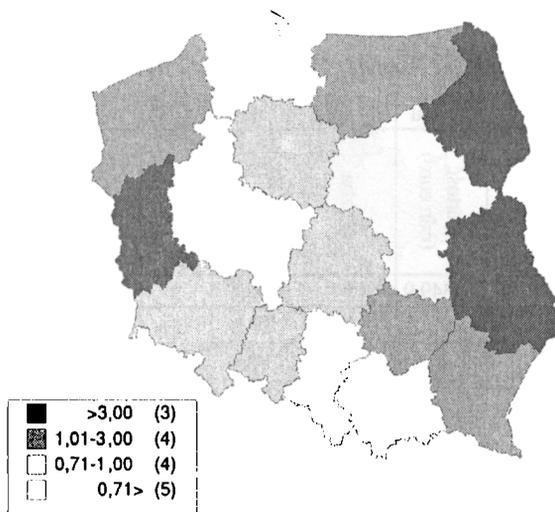 >3,00 (3)
1,01-3,00 (4)
0,71-1,00 (4)
0,71> (5)